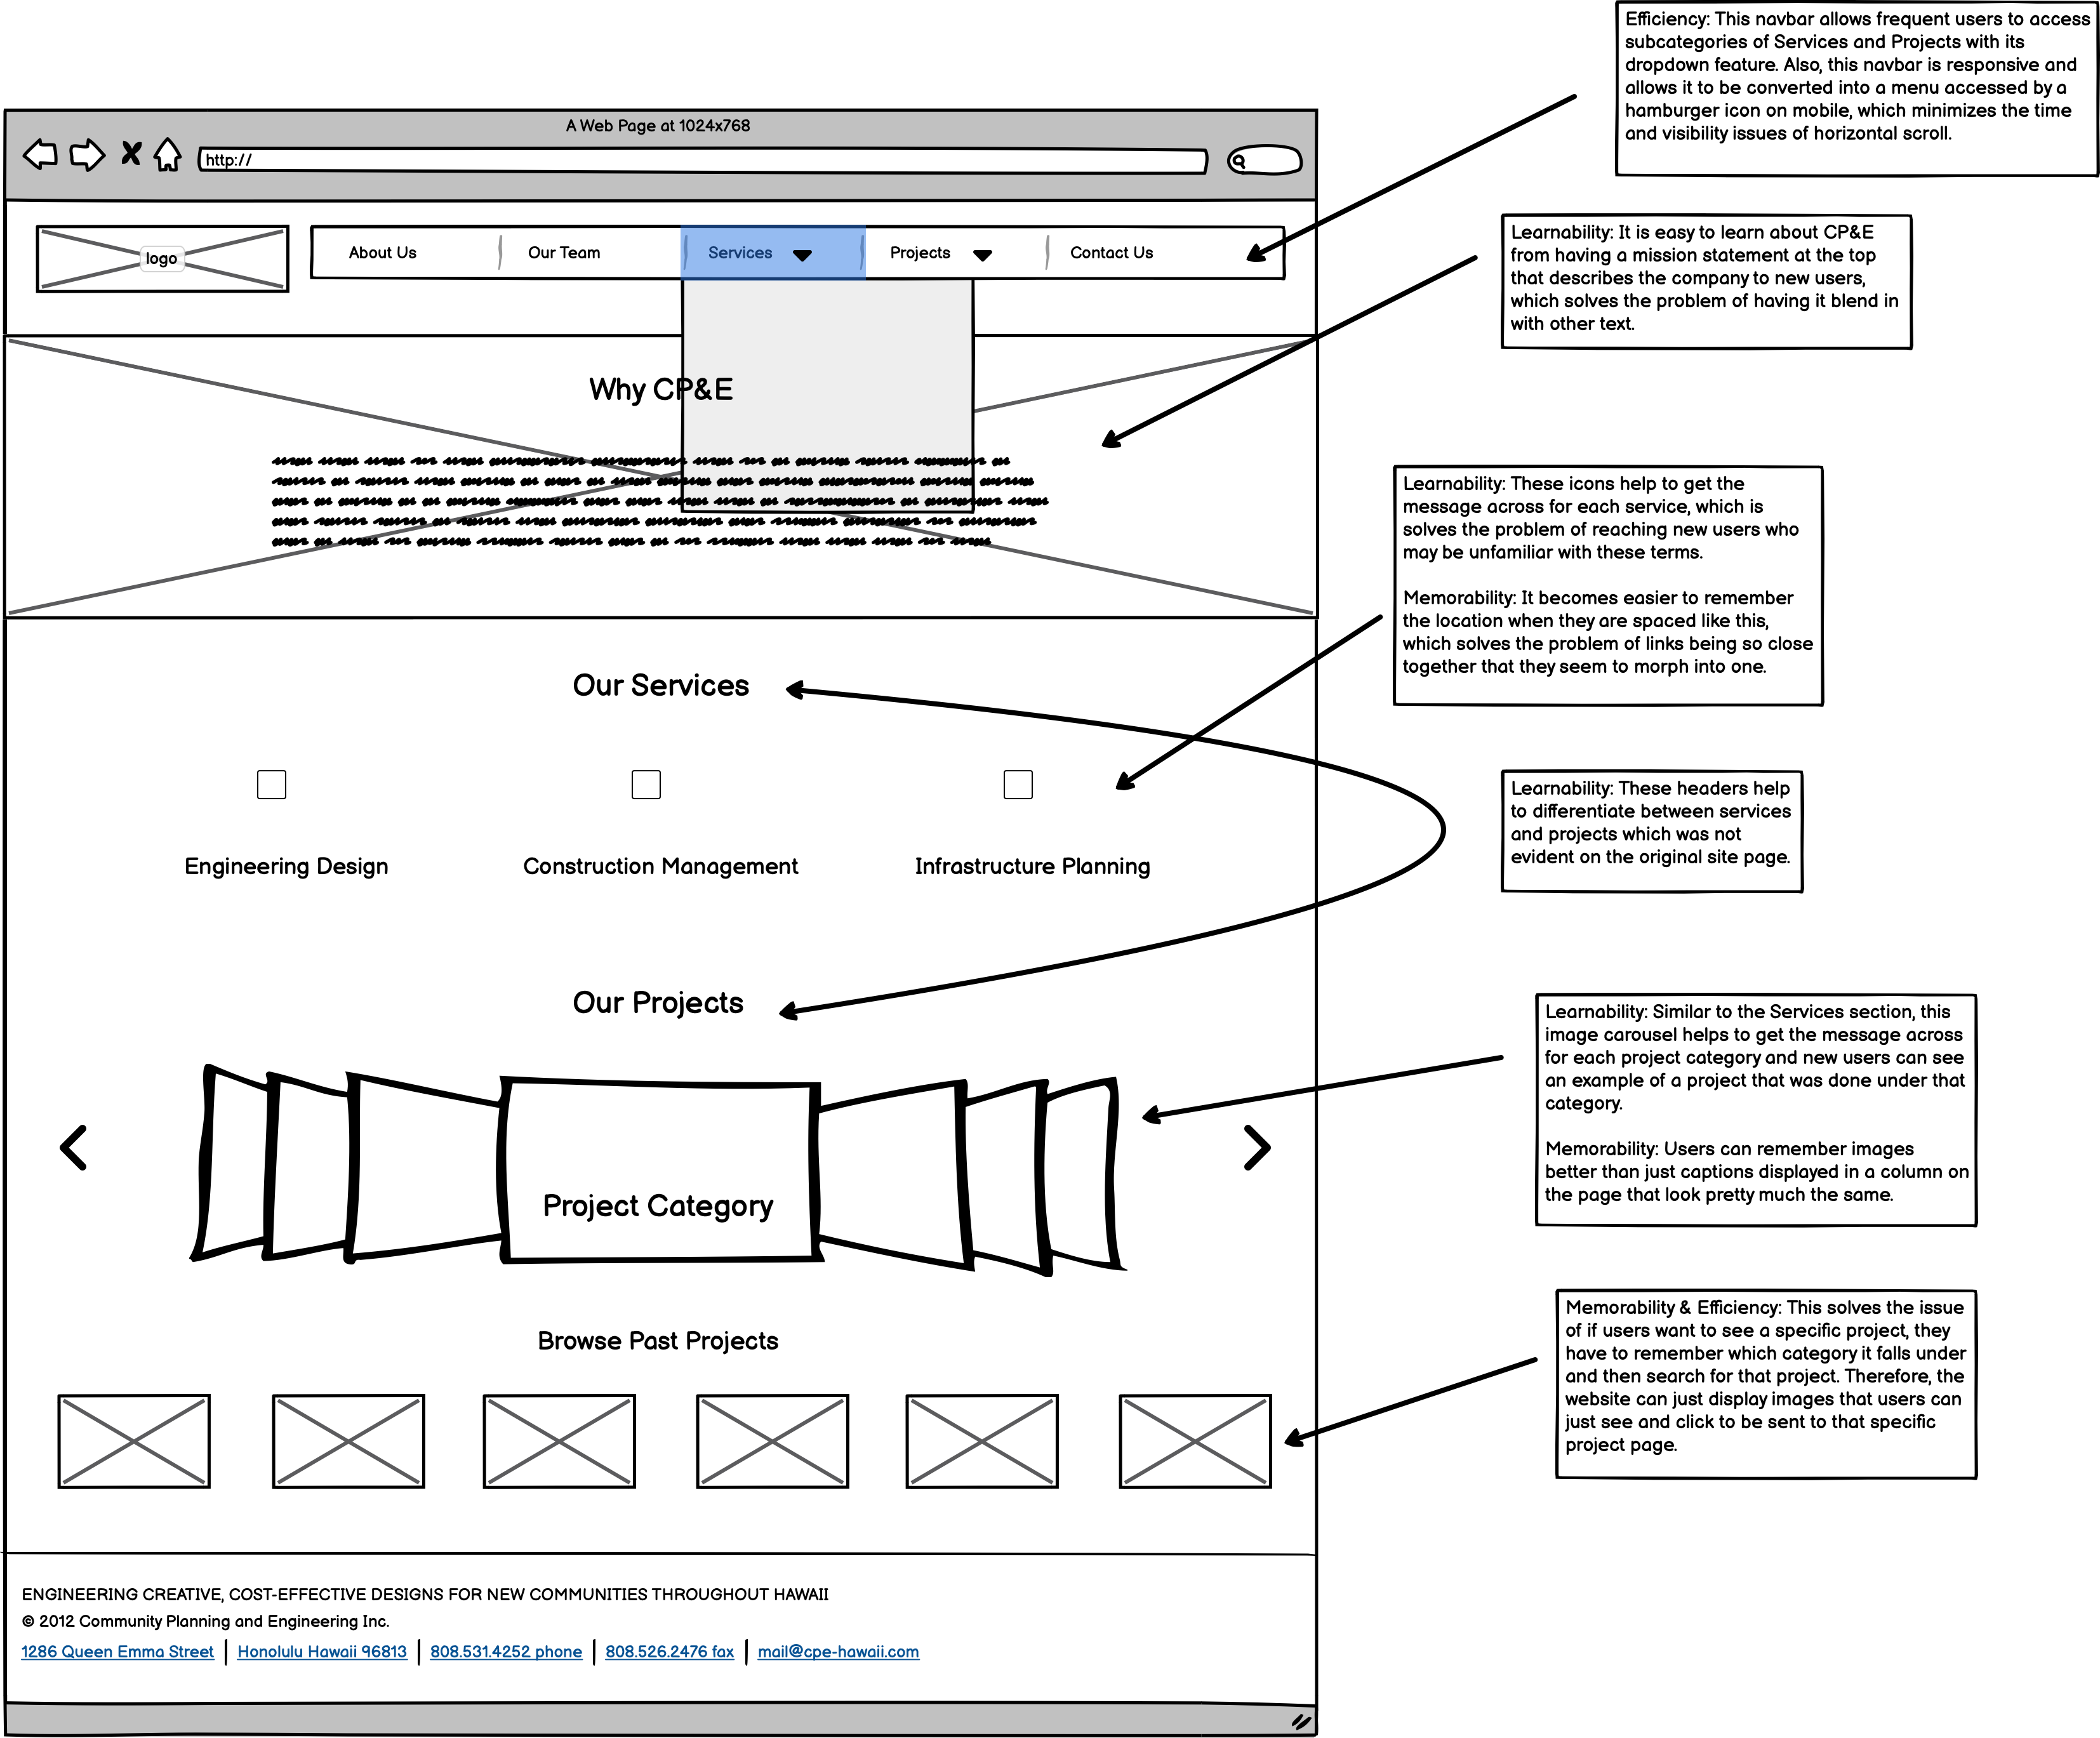 Efficiency: This navbar allows frequent users to access
subcategories of Services and Projects with its
dropdown feature. Also, this navbar is responsive and
allows it to be converted into a menu accessed by a
hamburger icon on mobile, which minimizes the time
and visibility issues of horizontal scroll.
A Web Page at 1024x768
http://
logo
About Us
Our Team
Services
Projects
Contact Us
Learnability: It is easy to learn about CP&E
from having a mission statement at the top
that describes the company to new users,
which solves the problem of having it blend in
with other text.
Why CP&E
Learnability: These icons help to get the
message across for each service, which is
solves the problem of reaching new users who
may be unfamiliar with these terms.
Memorability: It becomes easier to remember
the location when they are spaced like this,
which solves the problem of links being so close
together that they seem to morph into one.
Our Services
Engineering Design
Construction Management
Infrastructure Planning
Learnability: These headers help
to differentiate between services
and projects which was not
evident on the original site page.
Our Projects
Project Category
Learnability: Similar to the Services section, this
image carousel helps to get the message across
for each project category and new users can see
an example of a project that was done under that
category.
Memorability: Users can remember images
better than just captions displayed in a column on
the page that look pretty much the same.
Browse Past Projects
Memorability & Efficiency: This solves the issue
of if users want to see a specific project, they
have to remember which category it falls under
and then search for that project. Therefore, the
website can just display images that users can
just see and click to be sent to that specific
project page.
ENGINEERING CREATIVE, COST-EFFECTIVE DESIGNS FOR NEW COMMUNITIES THROUGHOUT HAWAII
© 2012 Community Planning and Engineering Inc.
1286 Queen Emma Street | Honolulu Hawaii 96813 | 808.531.4252 phone | 808.526.2476 fax | mail@cpe-hawaii.com